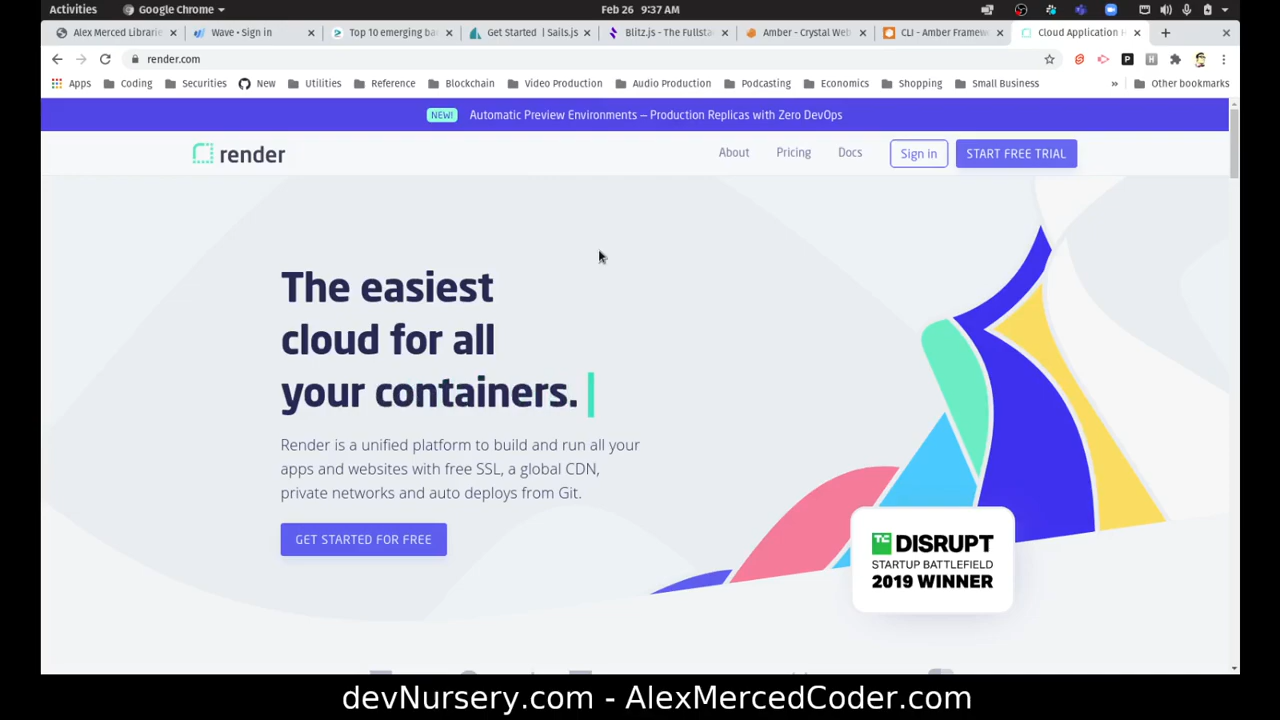 Activities Google Chrome Feb 26 9:37 AM
Alex Merced Librarie Wave • Sign in Top 10 emerging ba Get Started | Sails.js Blitz.js - The Fullsta Amber - Crystal Web CLI - Amber Framew Cloud Application H
render.com
Apps Coding Securities New Utilities Reference Blockchain Video Production Audio Production Podcasting Economics Shopping Small Business » Other bookmarks
NEW! Automatic Preview Environments — Production Replicas with Zero DevOps
render About Pricing Docs Sign in START FREE TRIAL
The easiest
cloud for all
your containers.
Render is a unified platform to build and run all your
apps and websites with free SSL, a global CDN,
private networks and auto deploys from Git.
GET STARTED FOR FREE
TC DISRUPT
STARTUP BATTLEFIELD
2019 WINNER
devNursery.com - AlexMercedCoder.com